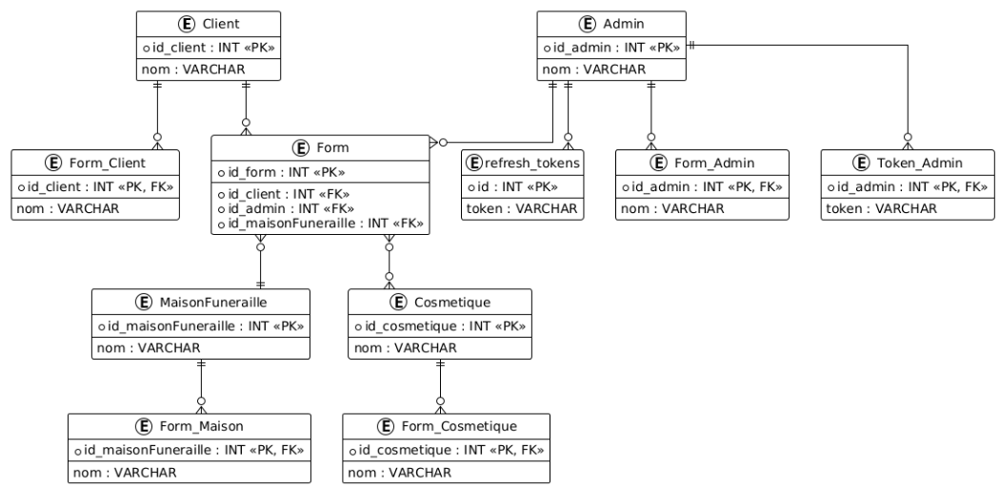 E Client
id_client : INT «PK»
nom : VARCHAR
E Admin
id_admin : INT «PK»
nom : VARCHAR
E Form_Client
id_client : INT «PK, FK»
nom : VARCHAR
E Form
id_form : INT «PK»
id_client : INT «FK»
id_admin : INT «FK»
id_maisonFuneraille : INT «FK»
E refresh_tokens
id : INT «PK»
token : VARCHAR
E Form_Admin
id_admin : INT «PK, FK»
nom : VARCHAR
E Token_Admin
id_admin : INT «PK, FK»
token : VARCHAR
E MaisonFuneraille
id_maisonFuneraille : INT «PK»
nom : VARCHAR
E Cosmetique
id_cosmetique : INT «PK»
nom : VARCHAR
E Form_Maison
id_maisonFuneraille : INT «PK, FK»
nom : VARCHAR
E Form_Cosmetique
id_cosmetique : INT «PK, FK»
nom : VARCHAR